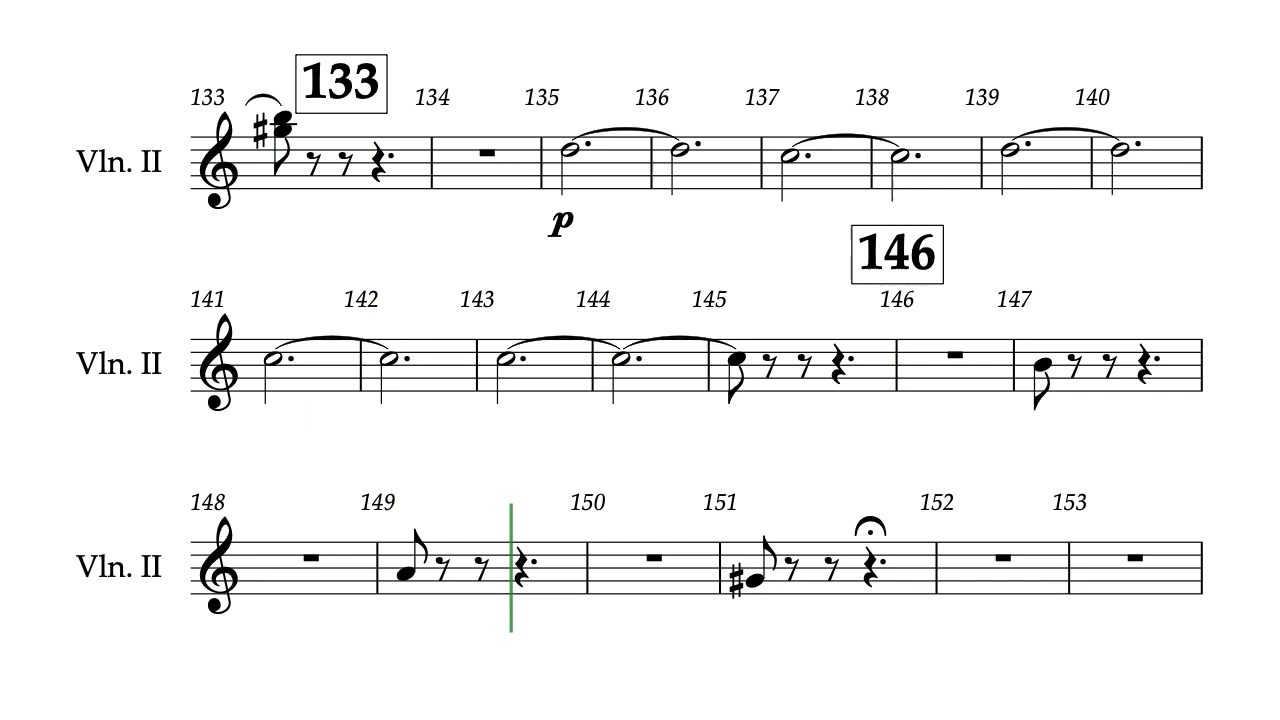 133
133 134 135 136 137 138 139 140
Vln. II
p
146
141 142 143 144 145 146 147
Vln. II
148 149 150 151 152 153
Vln. II